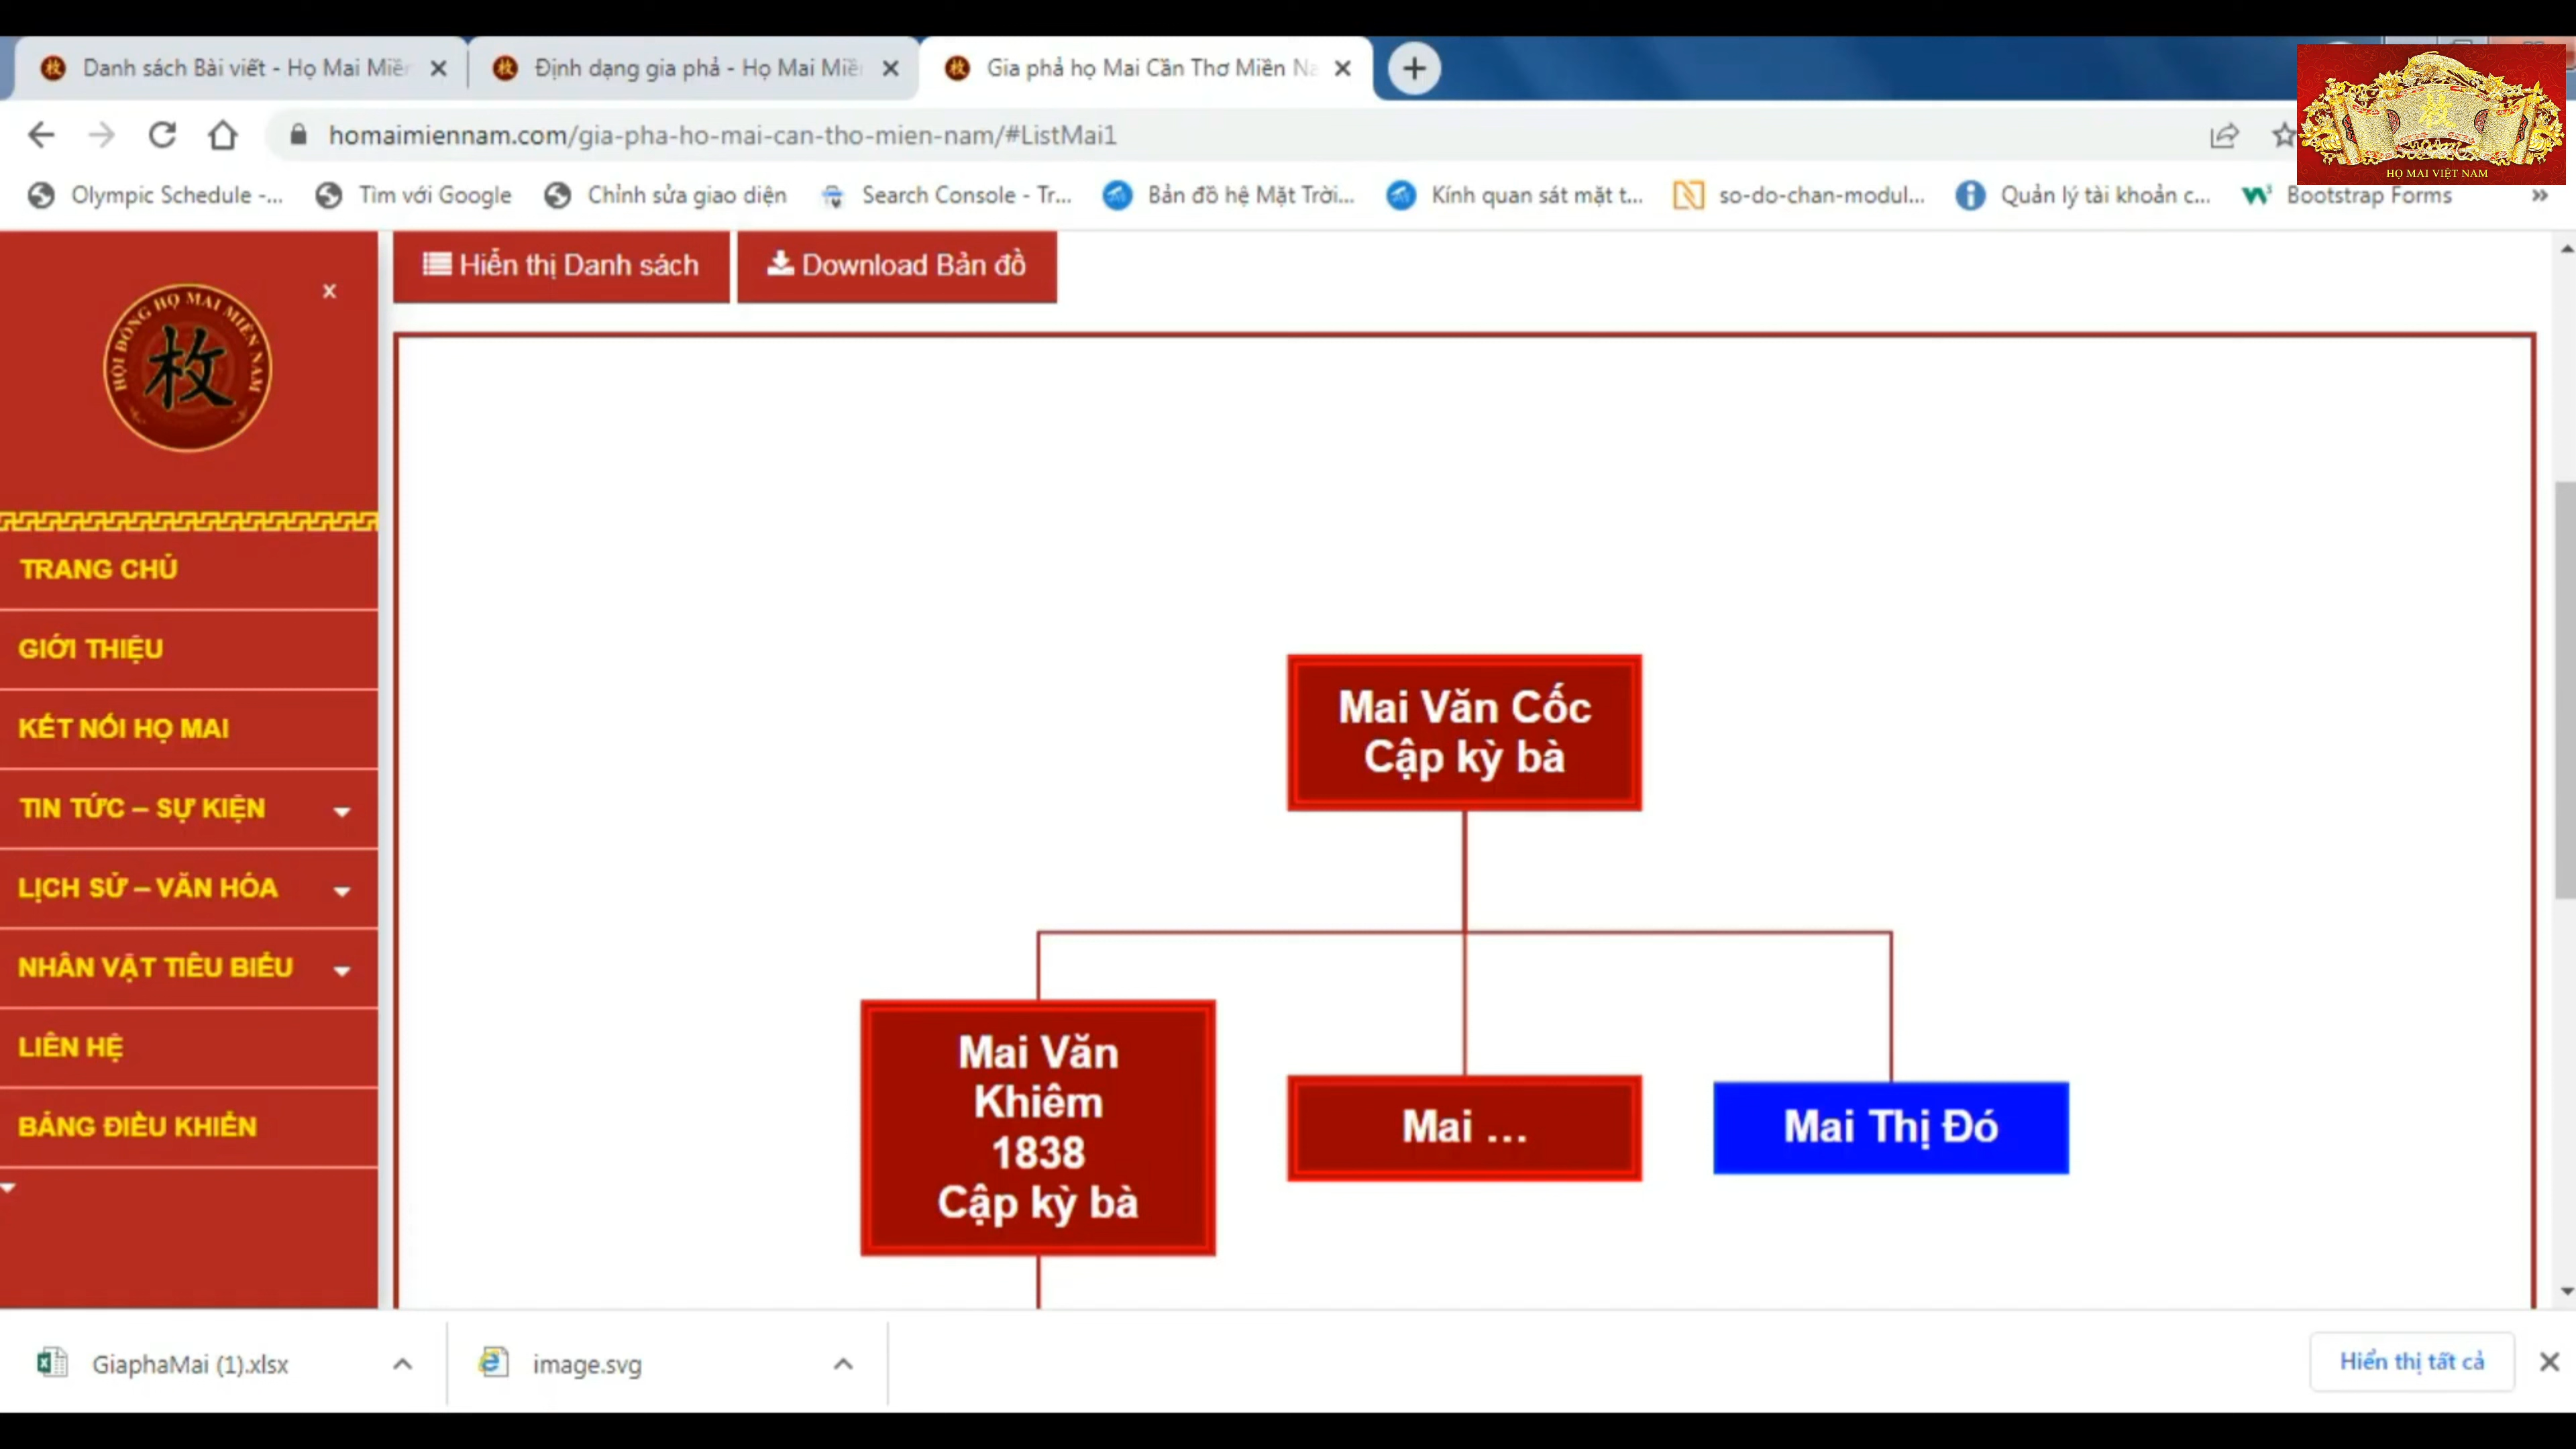 Danh sách Bài viết - Họ Mai Miền
Định dạng gia phả - Họ Mai Miề
Gia phả họ Mai Cần Thơ Miền Na
homaimiennam.com/gia-pha-ho-mai-can-tho-mien-nam/#ListMai1
HỌ MAI VIỆT NAM
Olympic Schedule -...
Tìm với Google
Chỉnh sửa giao diện
Search Console - Tr...
Bản đồ hệ Mặt Trời...
Kính quan sát mặt t...
so-do-chan-modul...
Quản lý tài khoản c...
Bootstrap Forms
»
Hiển thị Danh sách
Download Bản đồ
x
HỘI ĐỒNG HỌ MAI MIỀN NAM
枚
TRANG CHỦ
GIỚI THIỆU
KẾT NỐI HỌ MAI
TIN TỨC – SỰ KIỆN
LỊCH SỬ – VĂN HÓA
NHÂN VẬT TIÊU BIỂU
LIÊN HỆ
BẢNG ĐIỀU KHIỂN
Mai Văn Cốc
Cập kỳ bà
Mai Văn
Khiêm
1838
Cập kỳ bà
Mai ...
Mai Thị Đó
GiaphaMai (1).xlsx
image.svg
Hiển thị tất cả